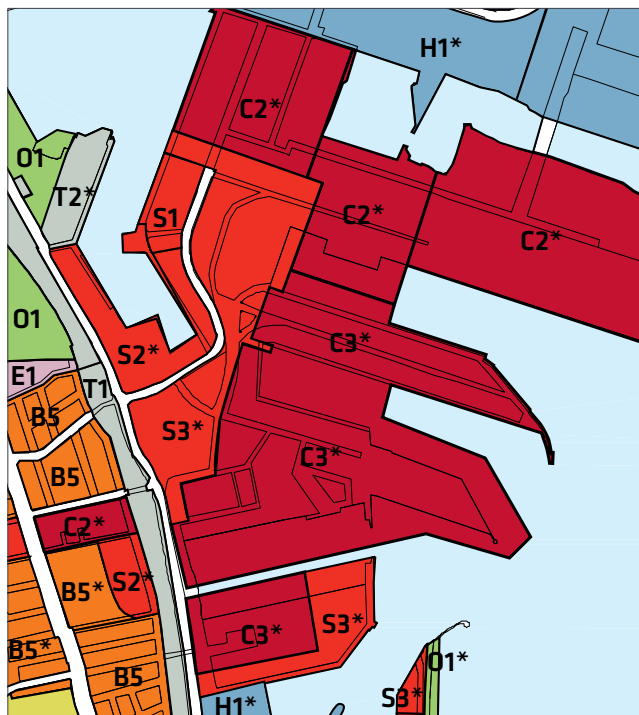 H1*
C2*
O1
T2*
S1
C2*
C2*
O1
S2*
C3*
E1
T1
B5
S3*
C3*
B5
C2*
B5*
S2*
S3*
C3*
B5*
B5
O1*
S3*
H1*